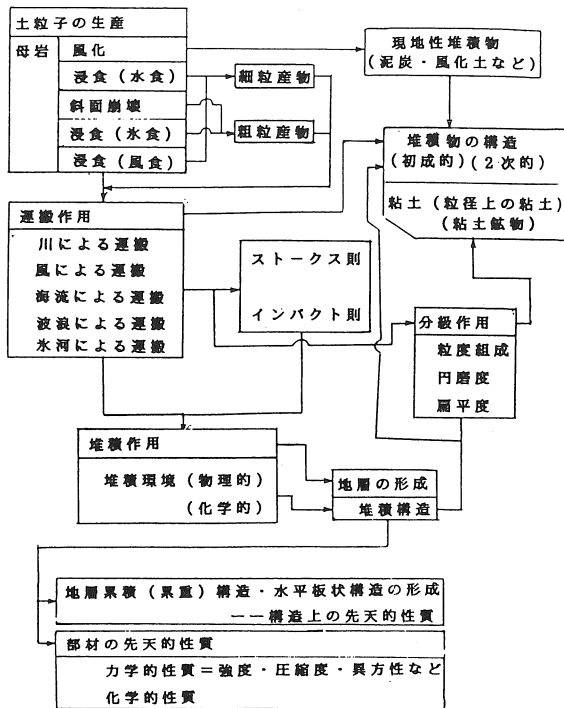 土粒子の生産
母岩
風化
浸食（水食）
斜面崩壊
浸食（氷食）
浸食（風食）
細粒産物
粗粒産物
現地性堆積物
（泥炭・風化土など）
堆積物の構造
（初成的）（2次的）
粘土（粒径上の粘土）
（粘土鉱物）
運搬作用
川による運搬
風による運搬
海流による運搬
波浪による運搬
氷河による運搬
ストークス則
インパクト則
分級作用
粒度組成
円磨度
扁平度
堆積作用
堆積環境（物理的）
（化学的）
地層の形成
堆積構造
地層累積（累重）構造・水平板状構造の形成
――構造上の先天的性質
部材の先天的性質
力学的性質＝強度・圧縮度・異方性など
化学的性質